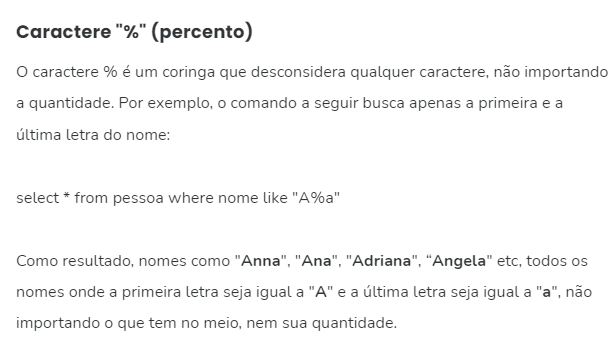 Caractere "%" (percento)
O caractere % é um coringa que desconsidera qualquer caractere, não importando
a quantidade. Por exemplo, o comando a seguir busca apenas a primeira e a
última letra do nome:
select * from pessoa where nome like "A%a"
Como resultado, nomes como "Anna", "Ana", "Adriana", “Angela" etc, todos os
nomes onde a primeira letra seja igual a "A" e a última letra seja igual a "a", não
importando o que tem no meio, nem sua quantidade.